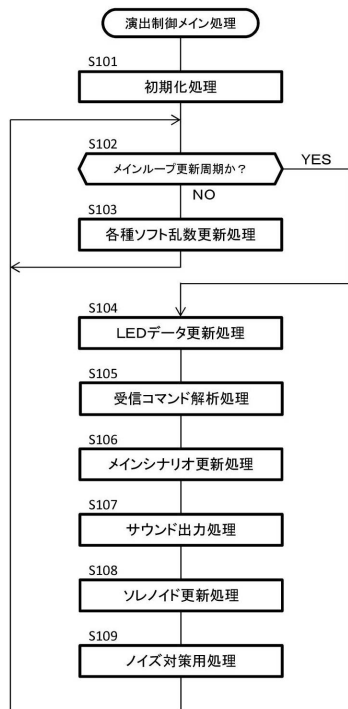 演出制御メイン処理
S101
初期化処理
S102
メインループ更新周期か？
YES
NO
S103
各種ソフト乱数更新処理
S104
ＬＥＤデータ更新処理
S105
受信コマンド解析処理
S106
メインシナリオ更新処理
S107
サウンド出力処理
S108
ソレノイド更新処理
S109
ノイズ対策用処理